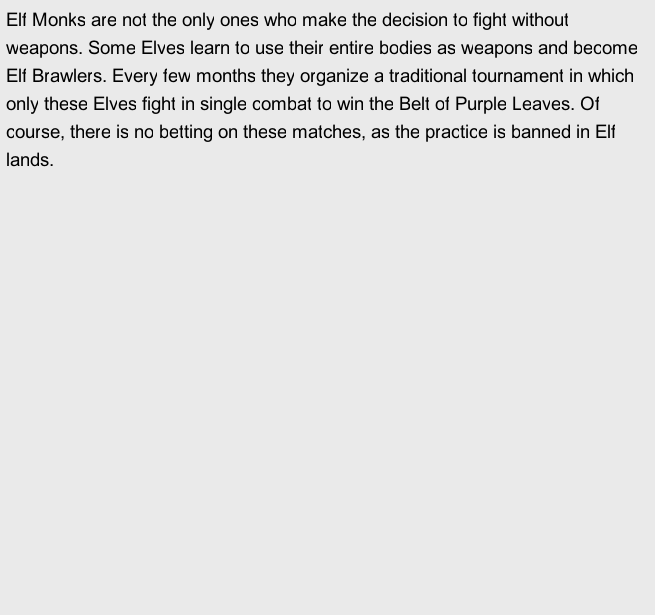 Elf Monks are not the only ones who make the decision to fight without
weapons. Some Elves learn to use their entire bodies as weapons and become
Elf Brawlers. Every few months they organize a traditional tournament in which
only these Elves fight in single combat to win the Belt of Purple Leaves. Of
course, there is no betting on these matches, as the practice is banned in Elf
lands.